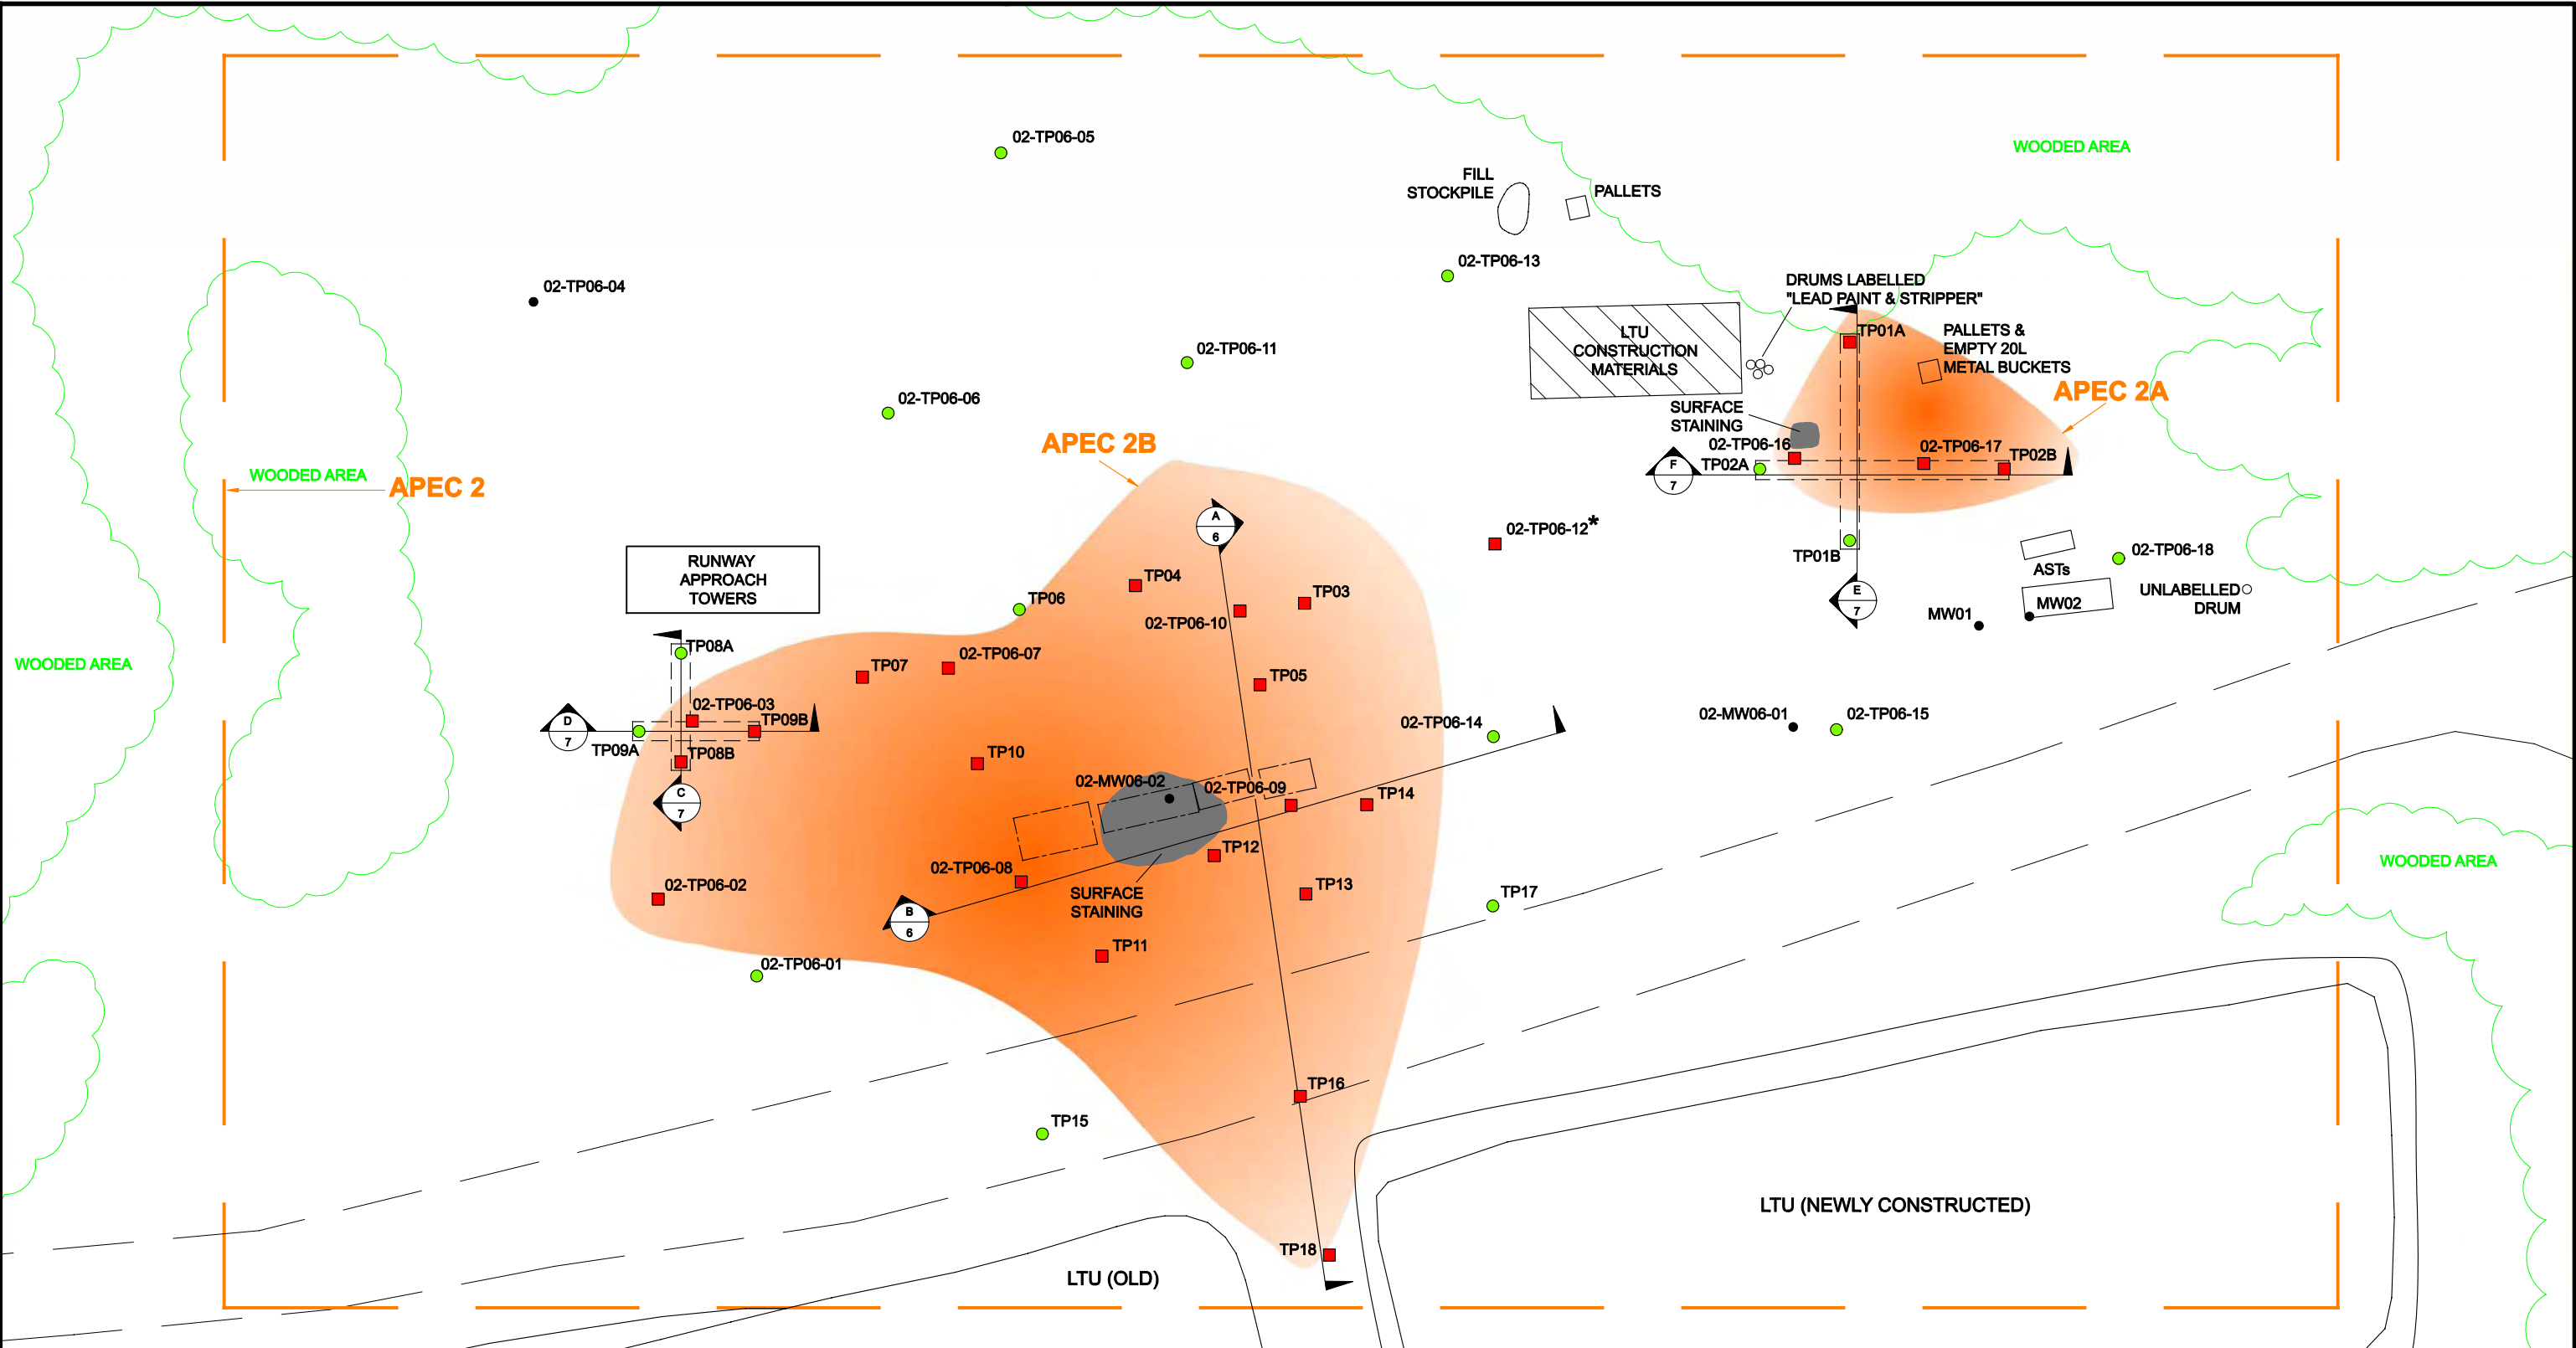 02-TP06-05
WOODED AREA
FILL
STOCKPILE
PALLETS
02-TP06-13
02-TP06-04
DRUMS LABELLED
"LEAD PAINT & STRIPPER"
02-TP06-11
LTU
CONSTRUCTION
MATERIALS
TP01A
PALLETS &
EMPTY 20L
METAL BUCKETS
02-TP06-06
APEC 2A
SURFACE
STAINING
APEC 2B
02-TP06-16
02-TP06-17
TP02B
F
7
TP02A
WOODED AREA
APEC 2
A
6
02-TP06-12*
TP01B
02-TP06-18
ASTs
RUNWAY
APPROACH
TOWERS
TP04
TP03
TP06
02-TP06-10
E
7
UNLABELLED
DRUM
MW01
MW02
WOODED AREA
TP08A
TP07
02-TP06-07
TP05
02-TP06-03
TP09B
D
7
TP09A
TP08B
02-TP06-14
02-MW06-01
02-TP06-15
TP10
02-MW06-02
02-TP06-09
TP14
C
7
TP12
02-TP06-08
WOODED AREA
02-TP06-02
SURFACE
STAINING
TP13
TP17
B
6
TP11
02-TP06-01
TP16
TP15
LTU (NEWLY CONSTRUCTED)
TP18
LTU (OLD)